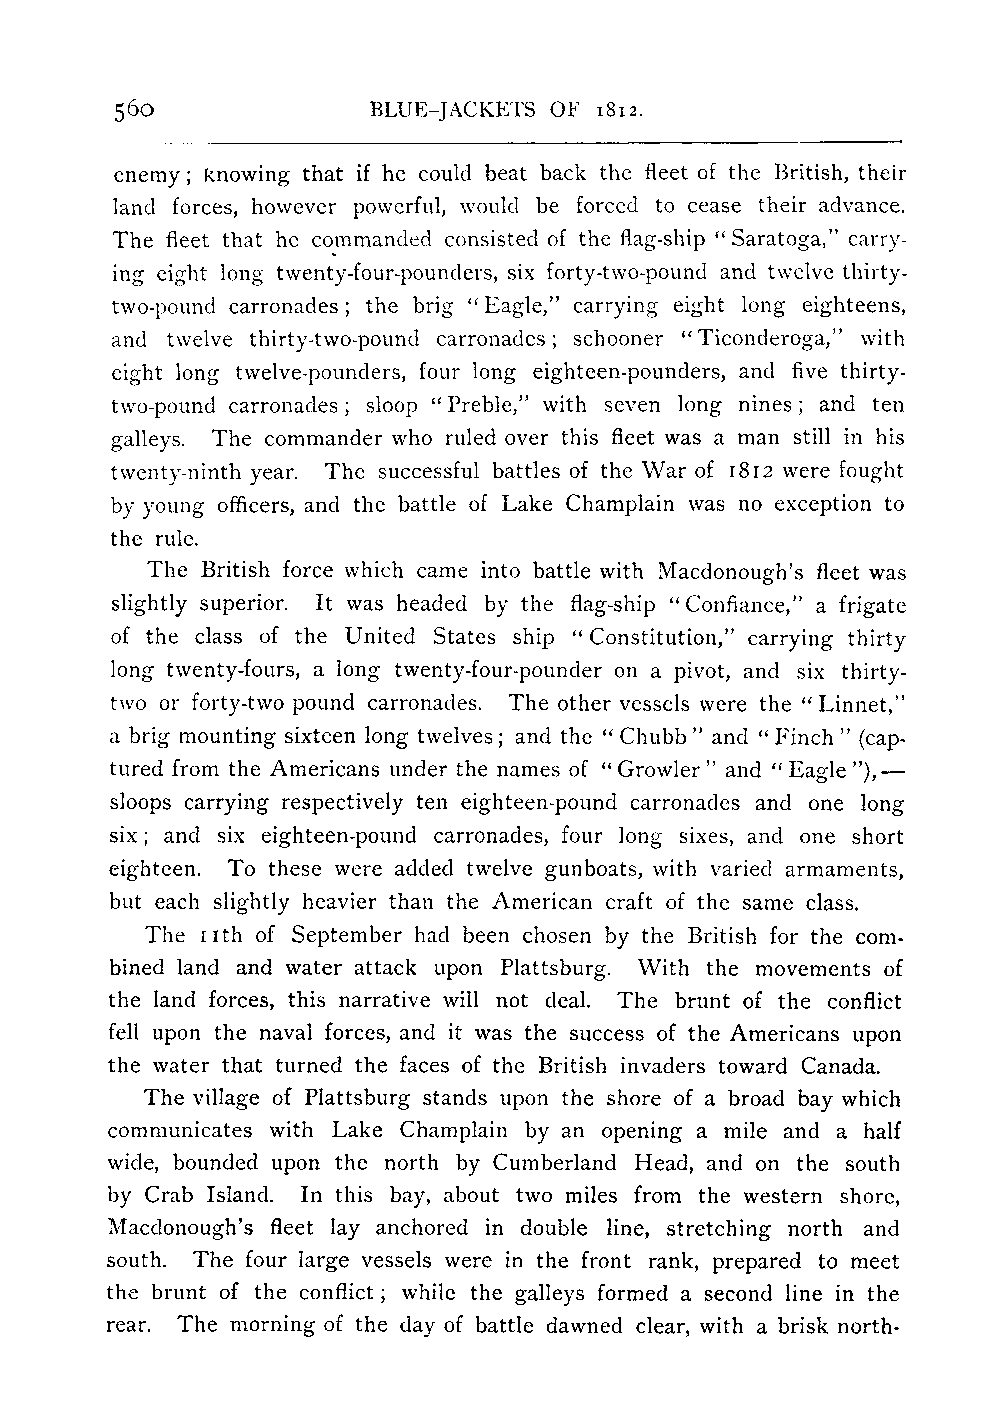 560 BLUE-JACKETS OF 1812.
enemy; knowing that if he could beat back the fleet of the British, their
land forces, however powerful, would be forced to cease their advance.
The fleet that he commanded consisted of the flag-ship "Saratoga," carry-
ing eight long twenty-four-pounders, six forty-two-pound and twelve thirty-
two-pound carronades; the brig "Eagle," carrying eight long eighteens,
and twelve thirty-two-pound carronades; schooner "Ticonderoga," with
eight long twelve-pounders, four long eighteen-pounders, and five thirty-
two-pound carronades; sloop "Preble," with seven long nines; and ten
galleys. The commander who ruled over this fleet was a man still in his
twenty-ninth year. The successful battles of the War of 1812 were fought
by young officers, and the battle of Lake Champlain was no exception to
the rule.
The British force which came into battle with Macdonough's fleet was
slightly superior. It was headed by the flag-ship "Confiance," a frigate
of the class of the United States ship "Constitution," carrying thirty
long twenty-fours, a long twenty-four-pounder on a pivot, and six thirty-
two or forty-two pound carronades. The other vessels were the "Linnet,"
a brig mounting sixteen long twelves; and the "Chubb" and "Finch" (cap-
tured from the Americans under the names of "Growler" and "Eagle"),—
sloops carrying respectively ten eighteen-pound carronades and one long
six; and six eighteen-pound carronades, four long sixes, and one short
eighteen. To these were added twelve gunboats, with varied armaments,
but each slightly heavier than the American craft of the same class.
The 11th of September had been chosen by the British for the com-
bined land and water attack upon Plattsburg. With the movements of
the land forces, this narrative will not deal. The brunt of the conflict
fell upon the naval forces, and it was the success of the Americans upon
the water that turned the faces of the British invaders toward Canada.
The village of Plattsburg stands upon the shore of a broad bay which
communicates with Lake Champlain by an opening a mile and a half
wide, bounded upon the north by Cumberland Head, and on the south
by Crab Island. In this bay, about two miles from the western shore,
Macdonough's fleet lay anchored in double line, stretching north and
south. The four large vessels were in the front rank, prepared to meet
the brunt of the conflict; while the galleys formed a second line in the
rear. The morning of the day of battle dawned clear, with a brisk north-